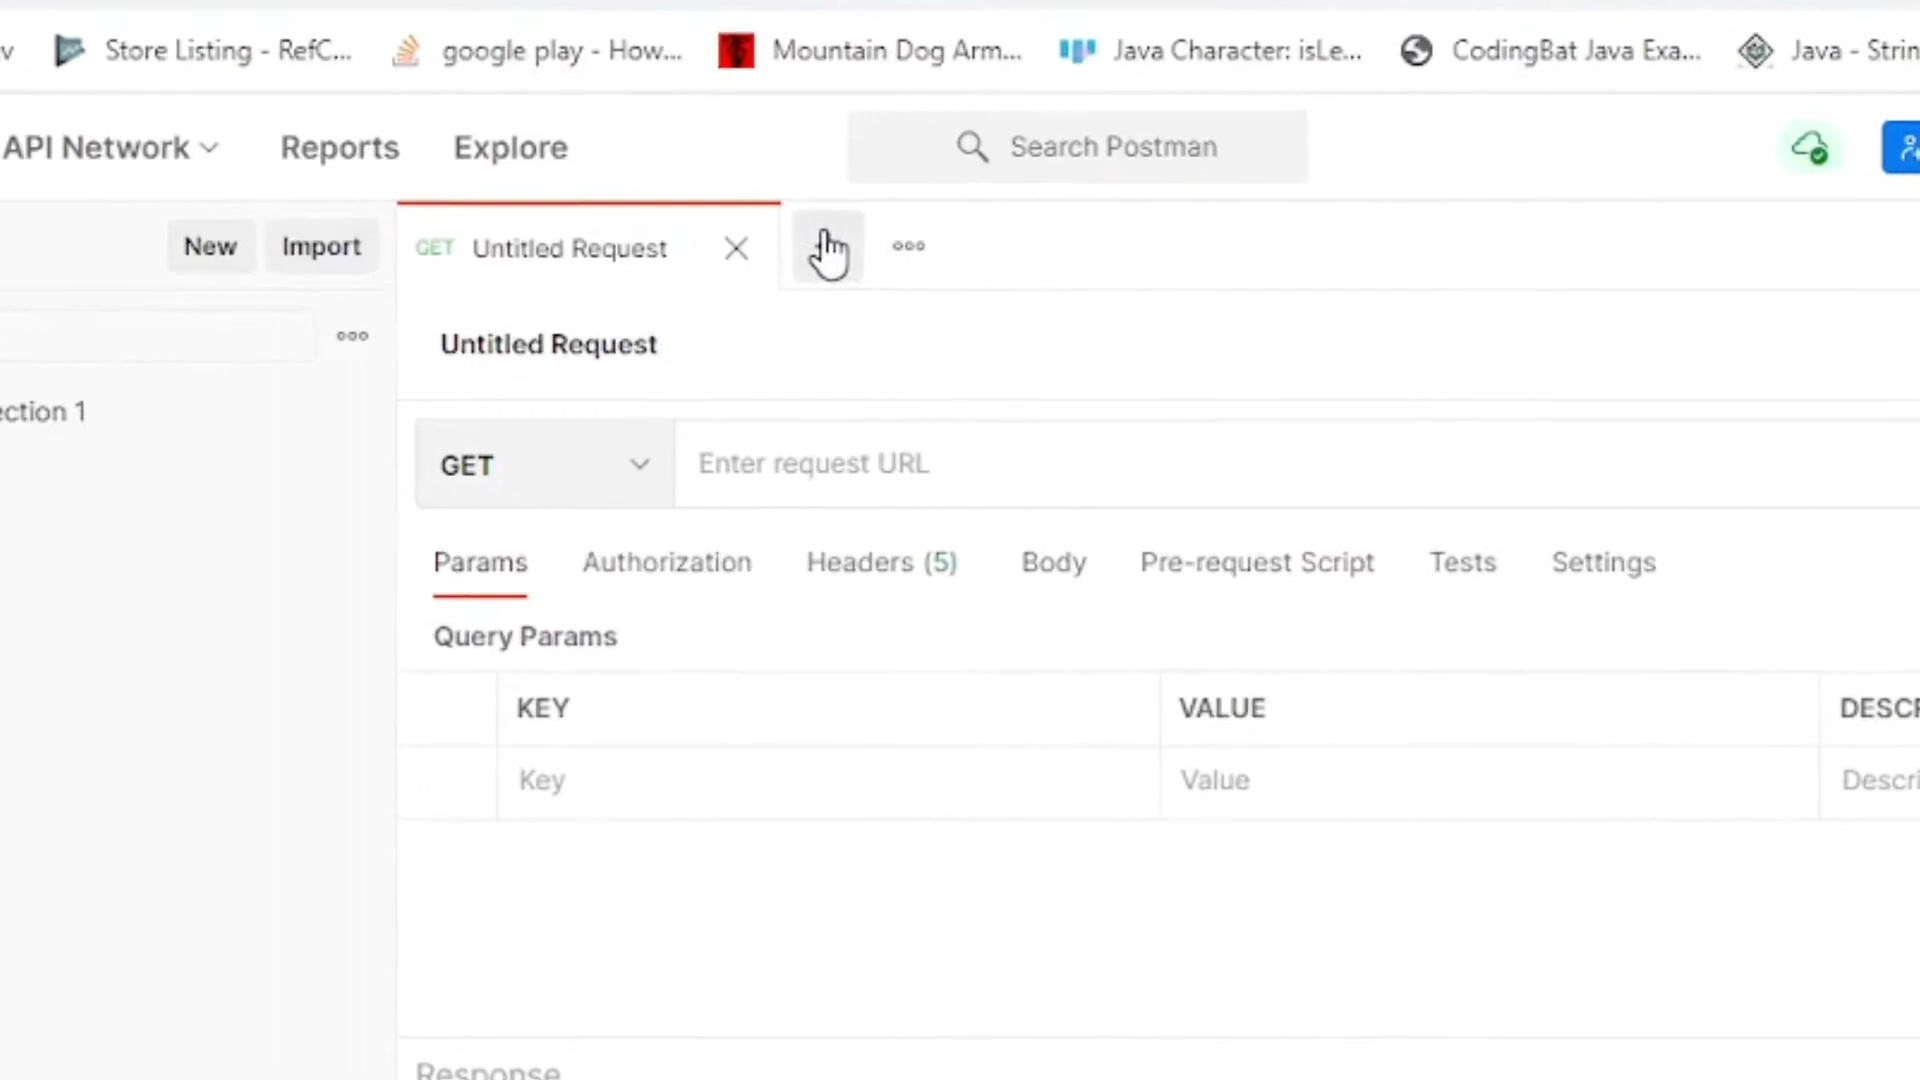 v Store Listing - RefC... google play - How... Mountain Dog Arm... Java Character: isLe... CodingBat Java Exa... Java - Strin
API Network Reports Explore Search Postman
New Import GET Untitled Request
Untitled Request
ection 1
GET Enter request URL
Params Authorization Headers (5) Body Pre-request Script Tests Settings
Query Params
KEY VALUE DESCR
Key Value Descri
Response